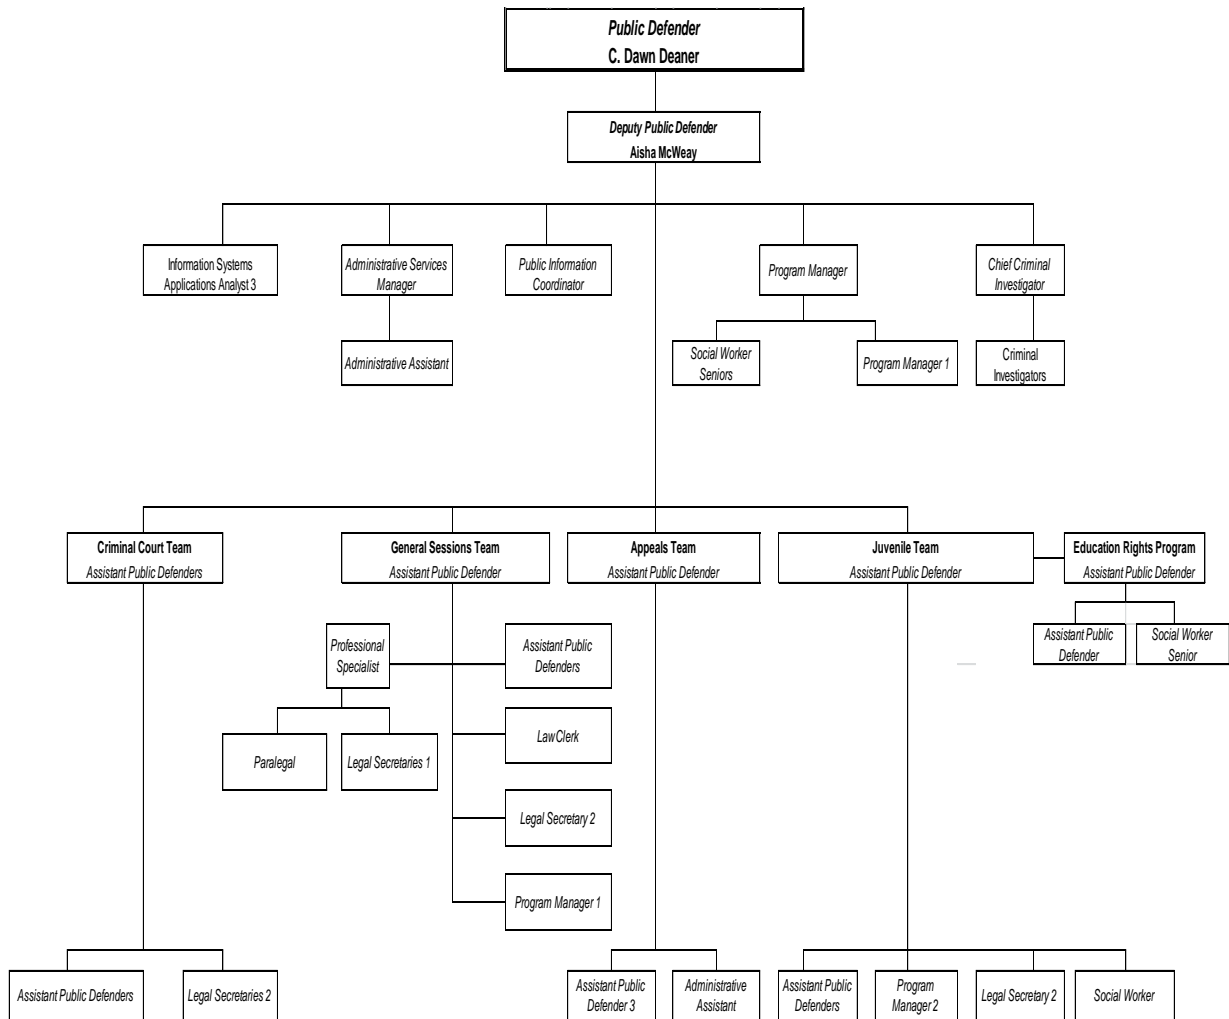 Public Defender
C. Dawn Deaner
Deputy Public Defender
Aisha McWeay
Information Systems
Applications Analyst 3
Administrative Services
Manager
Public Information
Coordinator
Program Manager
Chief Criminal
Investigator
Administrative Assistant
Social Worker
Seniors
Program Manager 1
Criminal
Investigators
Criminal Court Team
Assistant Public Defenders
General Sessions Team
Assistant Public Defender
Appeals Team
Assistant Public Defender
Juvenile Team
Assistant Public Defender
Education Rights Program
Assistant Public Defender
Professional
Specialist
Assistant Public
Defenders
Assistant Public
Defender
Social Worker
Senior
Paralegal
Legal Secretaries 1
Law Clerk
Legal Secretary 2
Program Manager 1
Assistant Public Defenders
Legal Secretaries 2
Assistant Public
Defender 3
Administrative
Assistant
Assistant Public
Defenders
Program
Manager 2
Legal Secretary 2
Social Worker